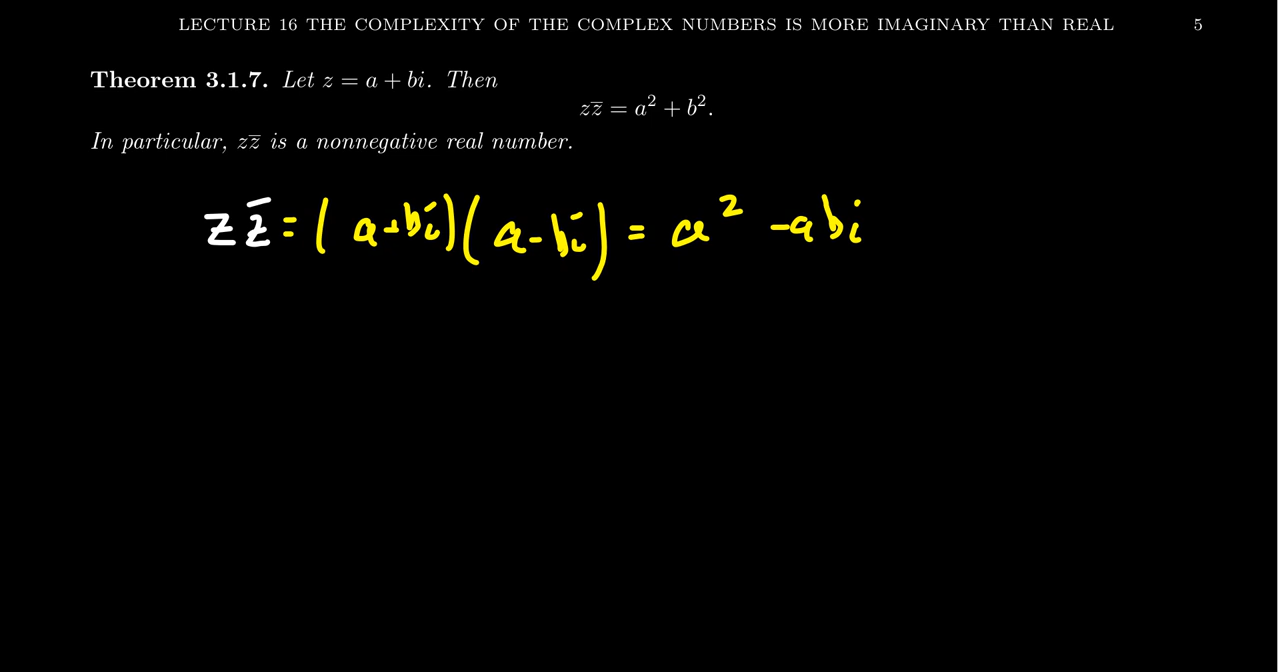 LECTURE 16 THE COMPLEXITY OF THE COMPLEX NUMBERS IS MORE IMAGINARY THAN REAL 5
Theorem 3.1.7. Let z = a + bi. Then
zz̅ = a² + b².
In particular, zz̅ is a nonnegative real number.
z z̅ = (a+bi)(a-bi) = a² -abi